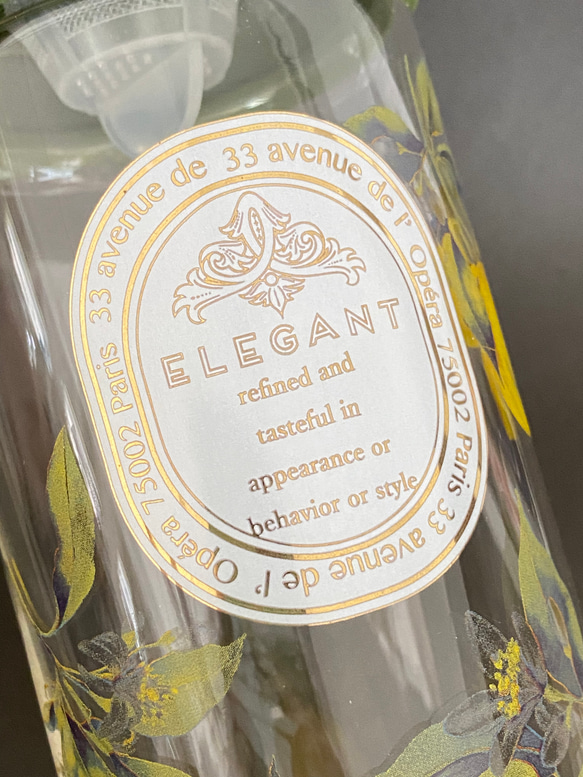 33 avenue de l' Opéra 75002 Paris 33 avenue de l' Opéra 75002 Paris 33 avenue de
ELEGANT
refined and
tasteful in
appearance or
behavior or style